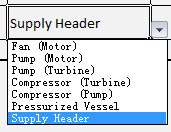 Supply Header
Fan (Motor)
Pump (Motor)
Pump (Turbine)
Compressor (Turbine)
Compressor (Pump)
Pressurized Vessel
Supply Header